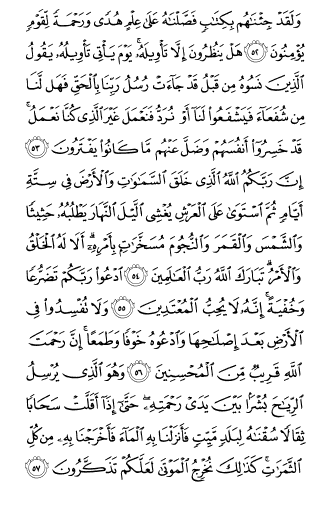 وَلَقَدْ جِئْنَٰهُم بِكِتَٰبٍ فَصَّلْنَٰهُ عَلَىٰ عِلْمٍ هُدًى وَرَحْمَةً لِّقَوْمٍ
يُؤْمِنُونَ ٥٢ هَلْ يَنظُرُونَ إِلَّا تَأْوِيلَهُۥ ۚ يَوْمَ يَأْتِى تَأْوِيلُهُۥ يَقُولُ
ٱلَّذِينَ نَسُوهُ مِن قَبْلُ قَدْ جَآءَتْ رُسُلُ رَبِّنَا بِٱلْحَقِّ فَهَل لَّنَا
مِن شُفَعَآءَ فَيَشْفَعُوا۟ لَنَآ أَوْ نُرَدُّ فَنَعْمَلَ غَيْرَ ٱلَّذِى كُنَّا نَعْمَلُ ۚ
قَدْ خَسِرُوٓا۟ أَنفُسَهُمْ وَضَلَّ عَنْهُم مَّا كَانُوا۟ يَفْتَرُونَ ٥٣
إِنَّ رَبَّكُمُ ٱللَّهُ ٱلَّذِى خَلَقَ ٱلسَّمَٰوَٰتِ وَٱلْأَرْضَ فِى سِتَّةِ
أَيَّامٍ ثُمَّ ٱسْتَوَىٰ عَلَى ٱلْعَرْشِ يُغْشِى ٱلَّيْلَ ٱلنَّهَارَ يَطْلُبُهُۥ حَثِيثًا
وَٱلشَّمْسَ وَٱلْقَمَرَ وَٱلنُّجُومَ مُسَخَّرَٰتٍۭ بِأَمْرِهِۦٓ ۗ أَلَا لَهُ ٱلْخَلْقُ
وَٱلْأَمْرُ ۗ تَبَارَكَ ٱللَّهُ رَبُّ ٱلْعَٰلَمِينَ ٥٤ ٱدْعُوا۟ رَبَّكُمْ تَضَرُّعًا
وَخُفْيَةً ۚ إِنَّهُۥ لَا يُحِبُّ ٱلْمُعْتَدِينَ ٥٥ وَلَا تُفْسِدُوا۟ فِى
ٱلْأَرْضِ بَعْدَ إِصْلَٰحِهَا وَٱدْعُوهُ خَوْفًا وَطَمَعًا ۚ إِنَّ رَحْمَتَ
ٱللَّهِ قَرِيبٌ مِّنَ ٱلْمُحْسِنِينَ ٥٦ وَهُوَ ٱلَّذِى يُرْسِلُ
ٱلرِّيَٰحَ بُشْرًۢا بَيْنَ يَدَىْ رَحْمَتِهِۦ ۖ حَتَّىٰٓ إِذَآ أَقَلَّتْ سَحَابًا
ثِقَالًا سُقْنَٰهُ لِبَلَدٍ مَّيِّتٍ فَأَنزَلْنَا بِهِ ٱلْمَآءَ فَأَخْرَجْنَا بِهِۦ مِن كُلِّ
ٱلثَّمَرَٰتِ ۚ كَذَٰلِكَ نُخْرِجُ ٱلْمَوْتَىٰ لَعَلَّكُمْ تَذَكَّرُونَ ٥٧